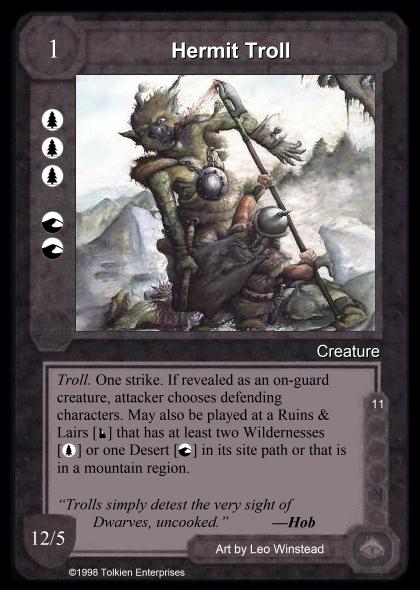 1
Hermit Troll
Creature
Troll. One strike. If revealed as an on-guard
creature, attacker chooses defending
characters. May also be played at a Ruins &
Lairs [] that has at least two Wildernesses
[] or one Desert [] in its site path or that is
in a mountain region.
11
“Trolls simply detest the very sight of
Dwarves, uncooked.” —Hob
12/5
Art by Leo Winstead
©1998 Tolkien Enterprises